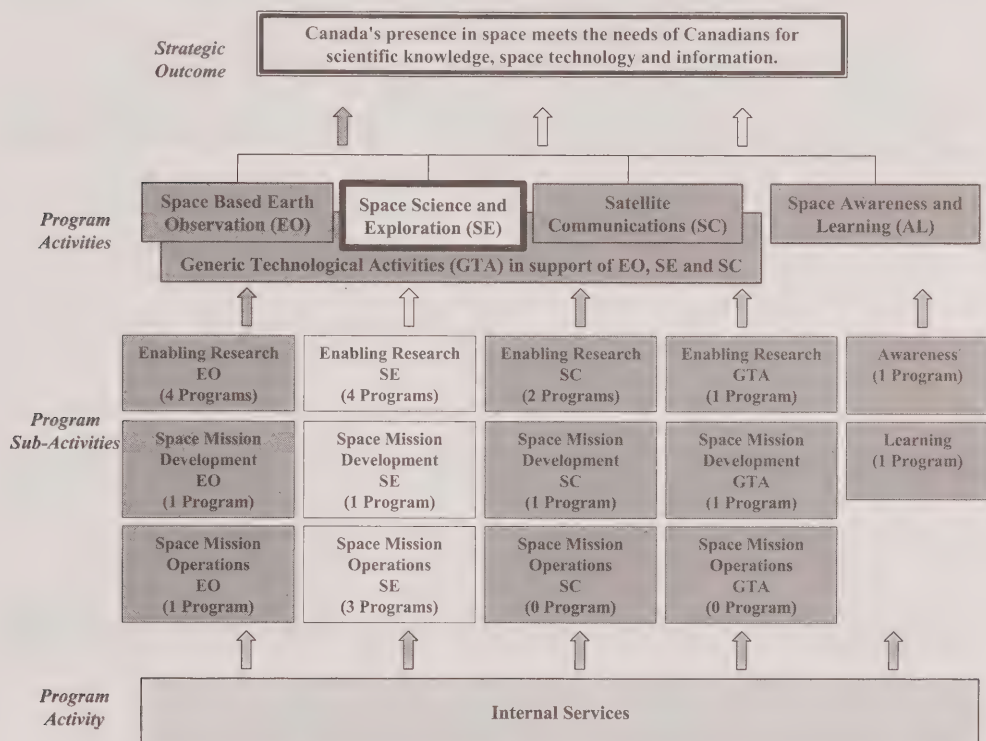 Strategic
Outcome
Canada's presence in space meets the needs of Canadians for
scientific knowledge, space technology and information.
Program
Activities
Space Based Earth
Observation (EO)
Space Science and
Exploration (SE)
Satellite
Communications (SC)
Space Awareness and
Learning (AL)
Generic Technological Activities (GTA) in support of EO, SE and SC
Program
Sub-Activities
Enabling Research
EO
(4 Programs)
Enabling Research
SE
(4 Programs)
Enabling Research
SC
(2 Programs)
Enabling Research
GTA
(1 Program)
Awareness
(1 Program)
Space Mission
Development
EO
(1 Program)
Space Mission
Development
SE
(1 Program)
Space Mission
Development
SC
(1 Program)
Space Mission
Development
GTA
(1 Program)
Learning
(1 Program)
Space Mission
Operations
EO
(1 Program)
Space Mission
Operations
SE
(3 Programs)
Space Mission
Operations
SC
(0 Program)
Space Mission
Operations
GTA
(0 Program)
Program
Activity
Internal Services